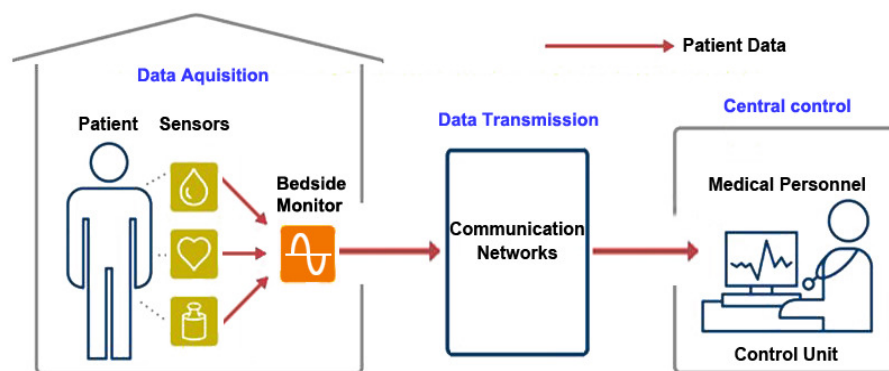 Patient Data
Data Aquisition
Central control
Data Transmission
Patient
Sensors
Bedside
Monitor
Medical Personnel
Communication
Networks
Control Unit